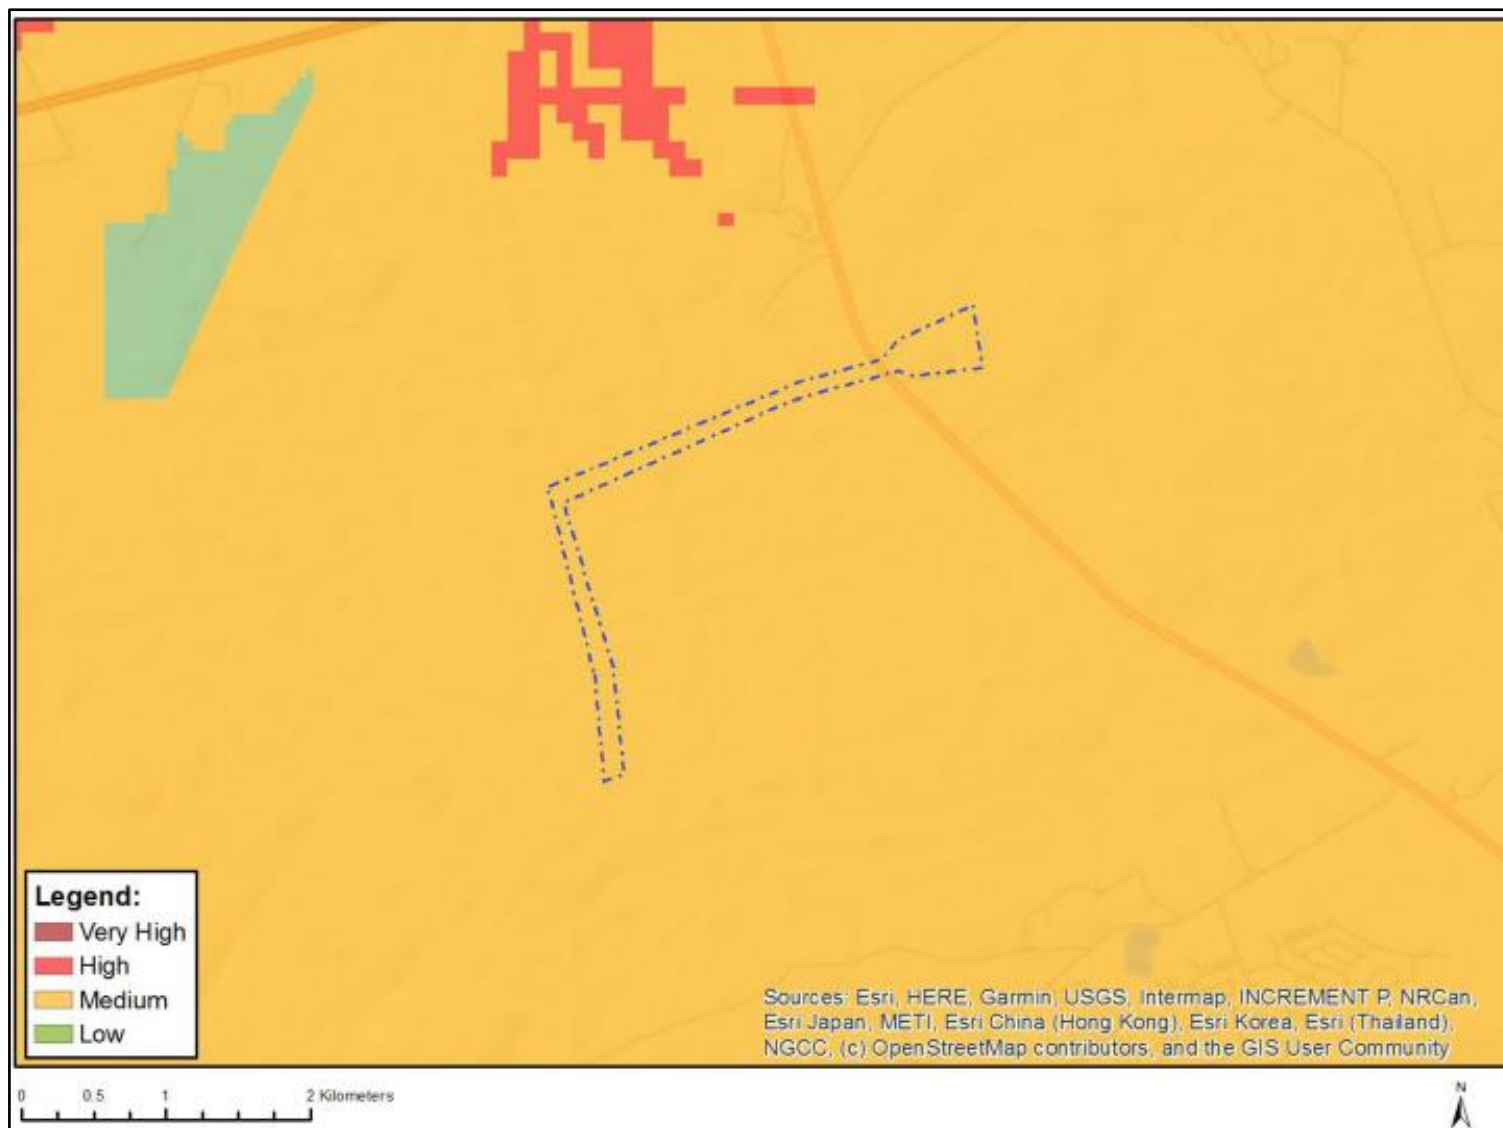 Legend:
Very High
High
Medium
Low
Sources: Esri, HERE, Garmin, USGS, Intermap, INCREMENT P, NRCan,
Esri Japan, METI, Esri China (Hong Kong), Esri Korea, Esri (Thailand),
NGCC, (c) OpenStreetMap contributors, and the GIS User Community
0 0.5 1 2 Kilometers
N